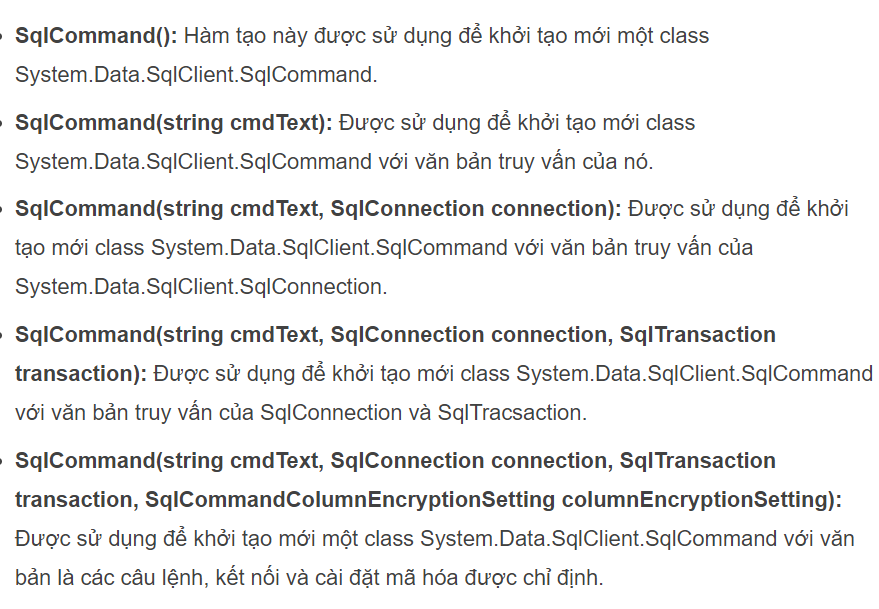 SqlCommand(): Hàm tạo này được sử dụng để khởi tạo mới một class
System.Data.SqlClient.SqlCommand.
SqlCommand(string cmdText): Được sử dụng để khởi tạo mới class
System.Data.SqlClient.SqlCommand với văn bản truy vấn của nó.
SqlCommand(string cmdText, SqlConnection connection): Được sử dụng để khởi
tạo mới class System.Data.SqlClient.SqlCommand với văn bản truy vấn của
System.Data.SqlClient.SqlConnection.
SqlCommand(string cmdText, SqlConnection connection, SqlTransaction
transaction): Được sử dụng để khởi tạo mới class System.Data.SqlClient.SqlCommand
với văn bản truy vấn của SqlConnection và SqlTracsaction.
SqlCommand(string cmdText, SqlConnection connection, SqlTransaction
transaction, SqlCommandColumnEncryptionSetting columnEncryptionSetting):
Được sử dụng để khởi tạo mới một class System.Data.SqlClient.SqlCommand với văn
bản là các câu lệnh, kết nối và cài đặt mã hóa được chỉ định.